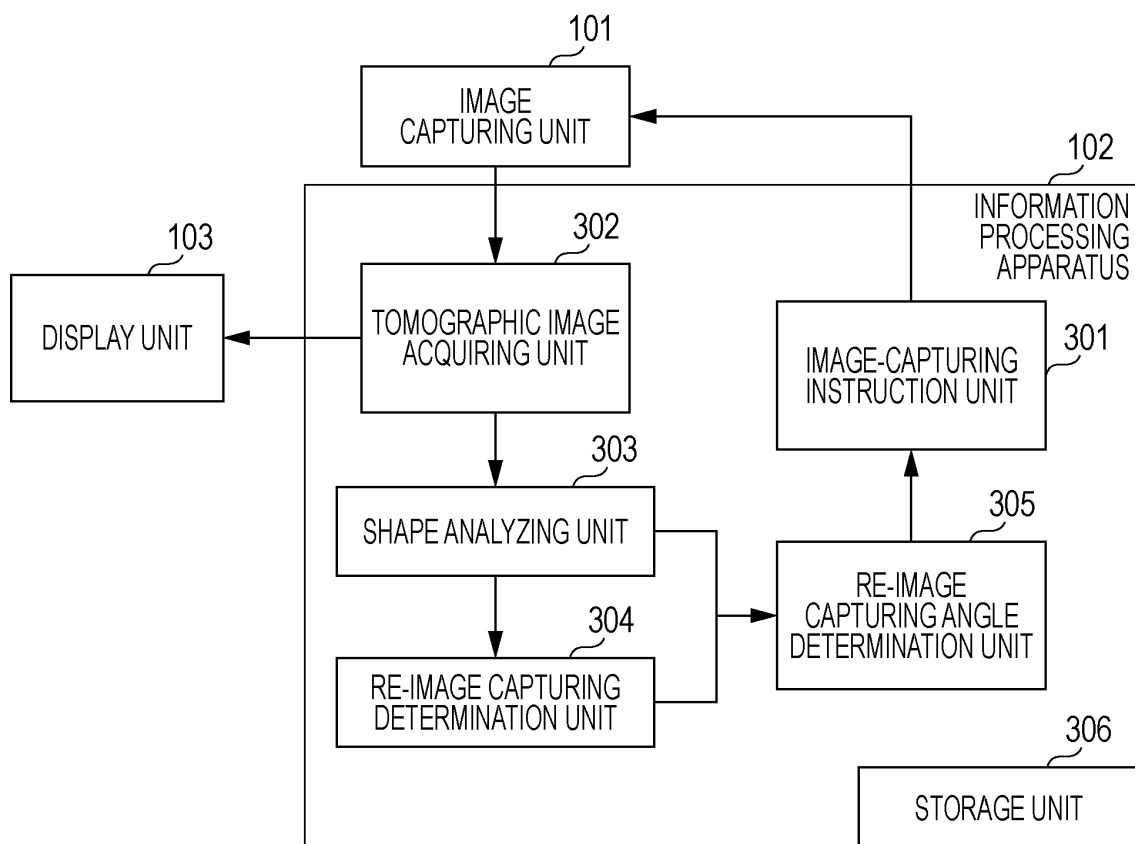 101
IMAGE
CAPTURING UNIT
102
INFORMATION
PROCESSING
APPARATUS
103
DISPLAY UNIT
302
TOMOGRAPHIC IMAGE
ACQUIRING UNIT
IMAGE-CAPTURING
INSTRUCTION UNIT
301
303
SHAPE ANALYZING UNIT
305
RE-IMAGE
CAPTURING ANGLE
DETERMINATION UNIT
304
RE-IMAGE CAPTURING
DETERMINATION UNIT
306
STORAGE UNIT